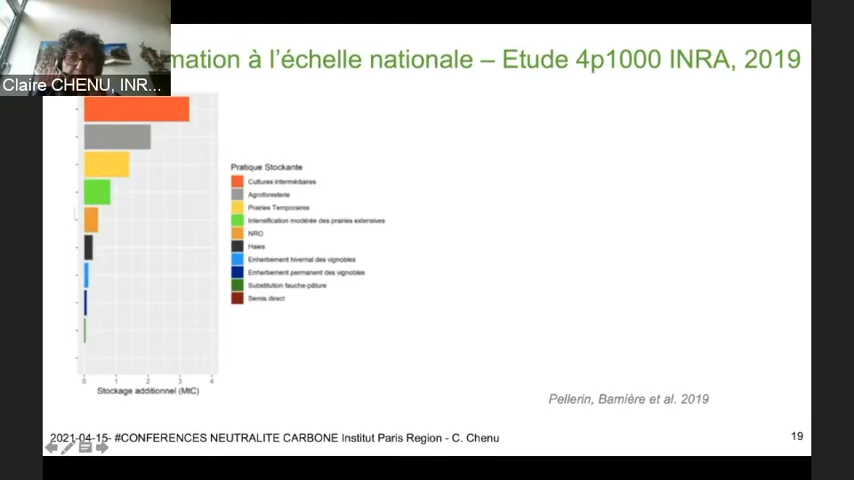 mation à l'échelle nationale – Etude 4p1000 INRA, 2019
Claire CHENU, INR...
Pratique Stockante
Cultures intermédiaires
Agroforesterie
Prairies Temporaires
Intensification modérée des prairies extensives
NRO
Haies
Enherbement hivernal des vignobles
Enherbement permanent des vignobles
Substitution fauche-pâture
Semis direct
0 1 2 3 4
Stockage additionnel (MtC)
Pellerin, Bamière et al. 2019
2021-04-15- #CONFERENCES NEUTRALITE CARBONE Institut Paris Region - C. Chenu
19